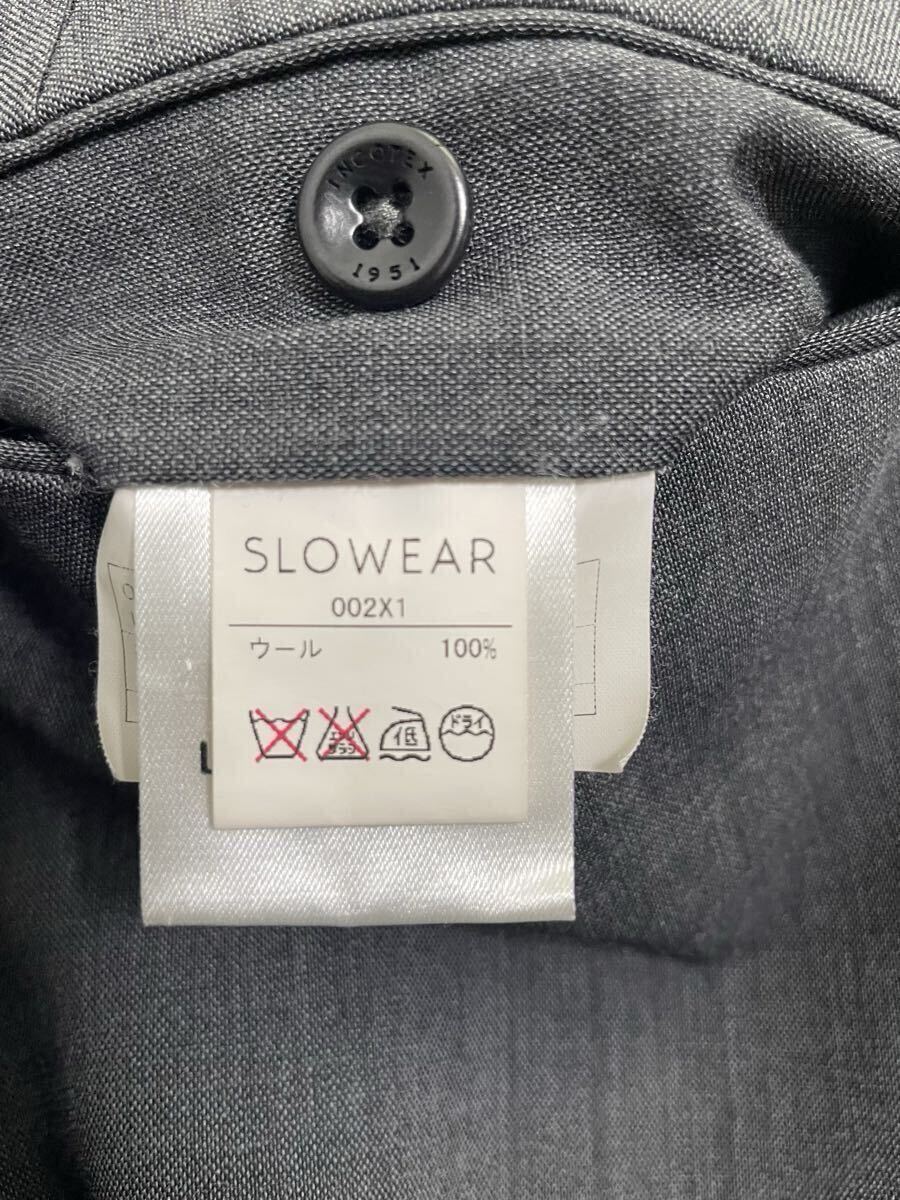 INCOTEX
1951
SLOWEAR
002X1
ウール 100%
エンソ
サラシ
低
ドライ